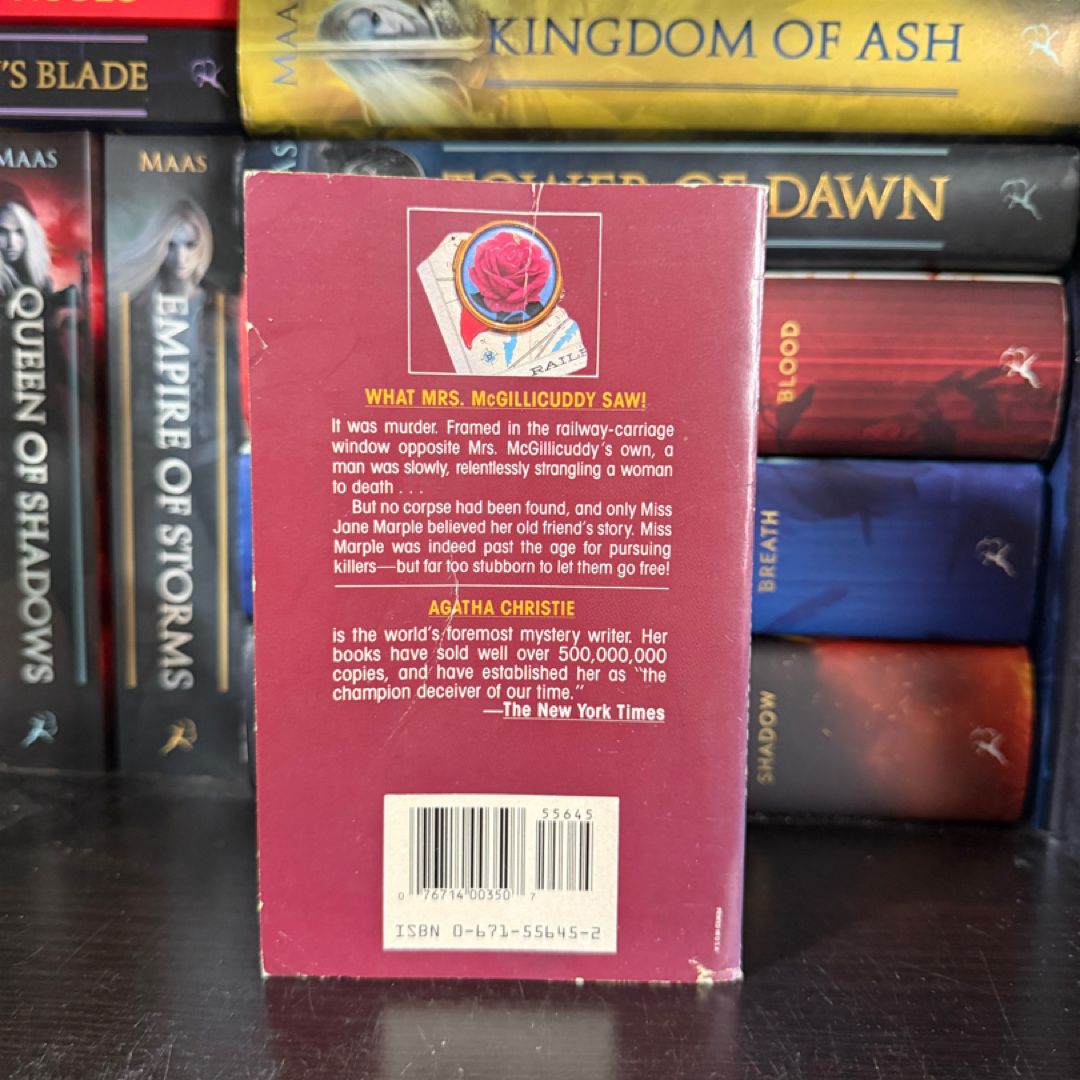 'S BLADE
MAAS
KINGDOM OF ASH
MAAS
MAAS
TOWER OF DAWN
QUEEN OF SHADOWS
EMPIRE OF STORMS
BLOOD
BREATH
SHADOW
RAILR
WHAT MRS. McGILLICUDDY SAW!
It was murder. Framed in the railway-carriage
window opposite Mrs. McGillicuddy's own, a
man was slowly, relentlessly strangling a woman
to death . . .
But no corpse had been found, and only Miss
Jane Marple believed her old friend's story. Miss
Marple was indeed past the age for pursuing
killers—but far too stubborn to let them go free!
AGATHA CHRISTIE
is the world's foremost mystery writer. Her
books have sold well over 500,000,000
copies, and have established her as "the
champion deceiver of our time."
—The New York Times
55645
0 76714 00350 7
ISBN 0-671-55645-2
PRINTED IN U.S.A.